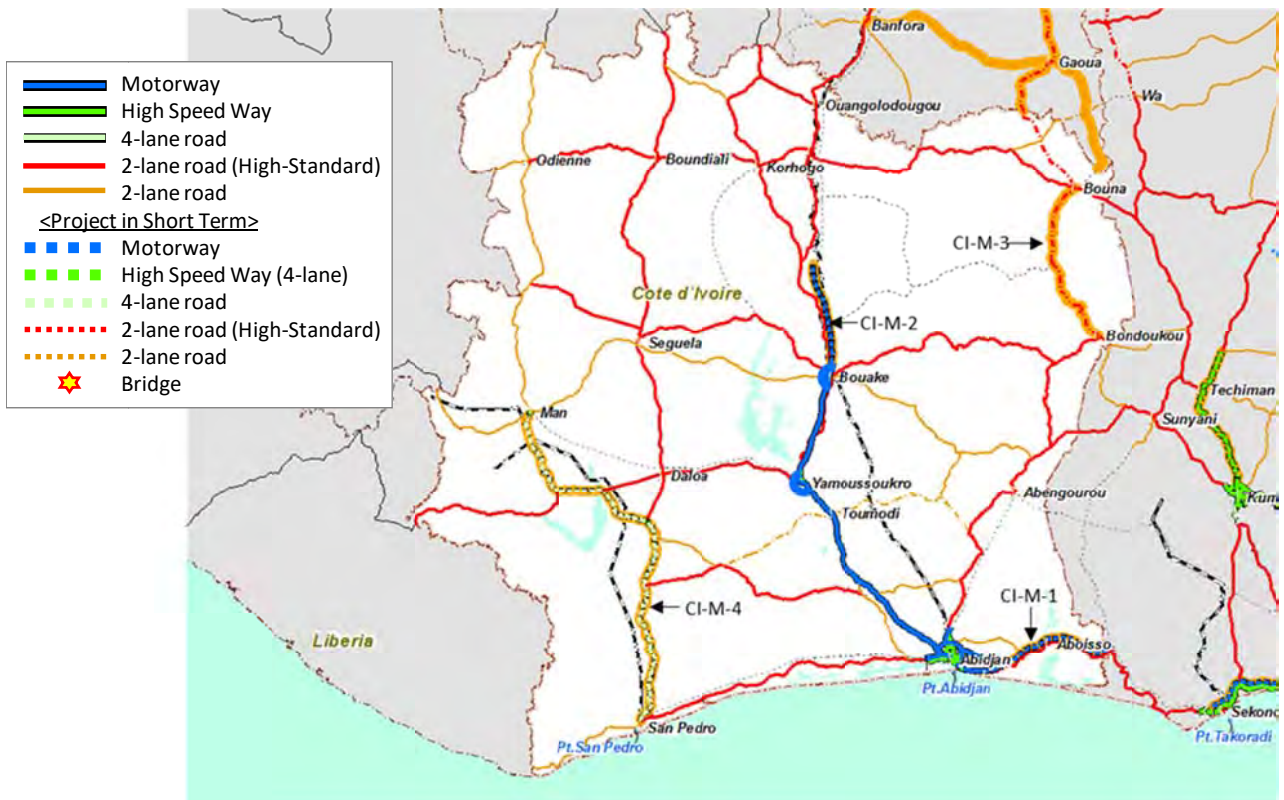 Motorway
High Speed Way
4-lane road
2-lane road (High-Standard)
2-lane road
<Project in Short Term>
Motorway
High Speed Way (4-lane)
4-lane road
2-lane road (High-Standard)
2-lane road
Bridge
Banfora
Gaoua
Wa
Ouangolodougou
Odienne
Boundiali
Korhogo
Bouna
CI-M-3
Cote d'Ivoire
CI-M-2
Seguela
Bondoukou
Bouake
Techiman
Man
Sunyani
Daloa
Yamoussokro
Abengourou
Kum
Toumodi
CI-M-4
CI-M-1
Liberia
Aboisso
Abidjan
Pt.Abidjan
San Pedro
Sekond
Pt.San Pedro
Pt.Takoradi